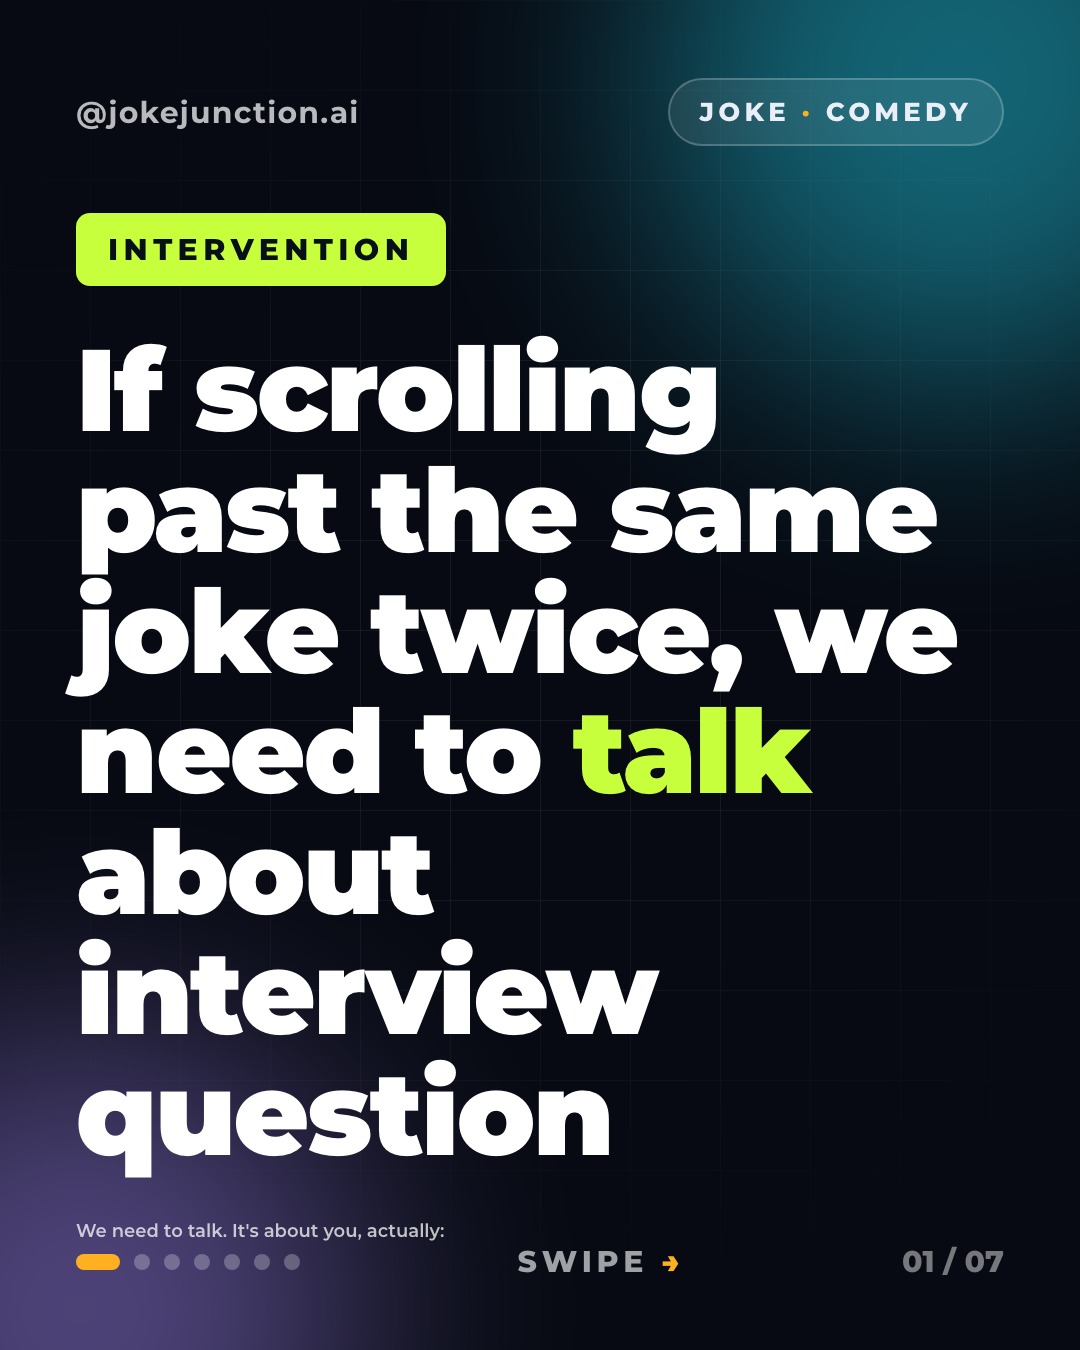 @jokejunction.ai
JOKE · COMEDY
INTERVENTION
If scrolling
past the same
joke twice, we
need to talk
about
interview
question
We need to talk. It's about you, actually:
SWIPE →
01 / 07